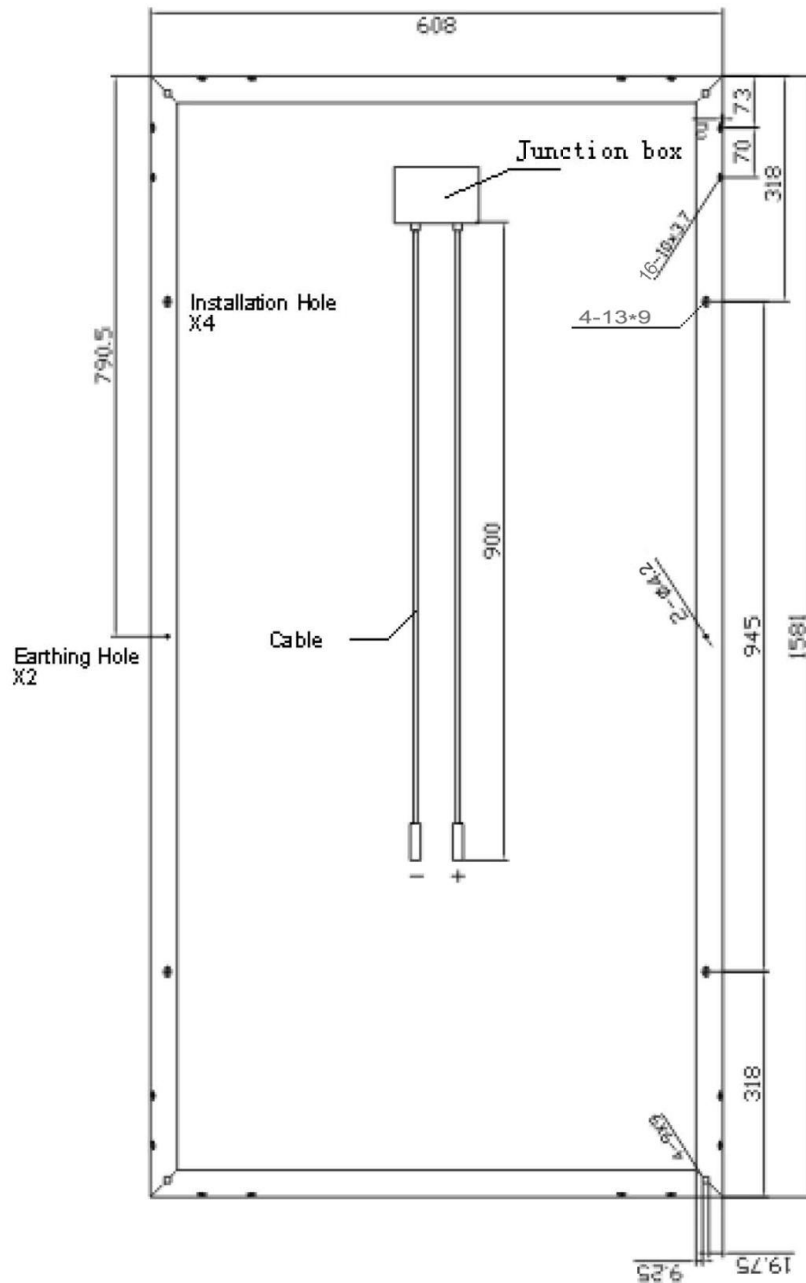 608
73
70
318
Junction box
16-10×3.7
Installation Hole
X4
4-13*9
790.5
900
2-Ø4.2
Cable
945
1581
Earthing Hole
X2
- +
318
9.25
19.75